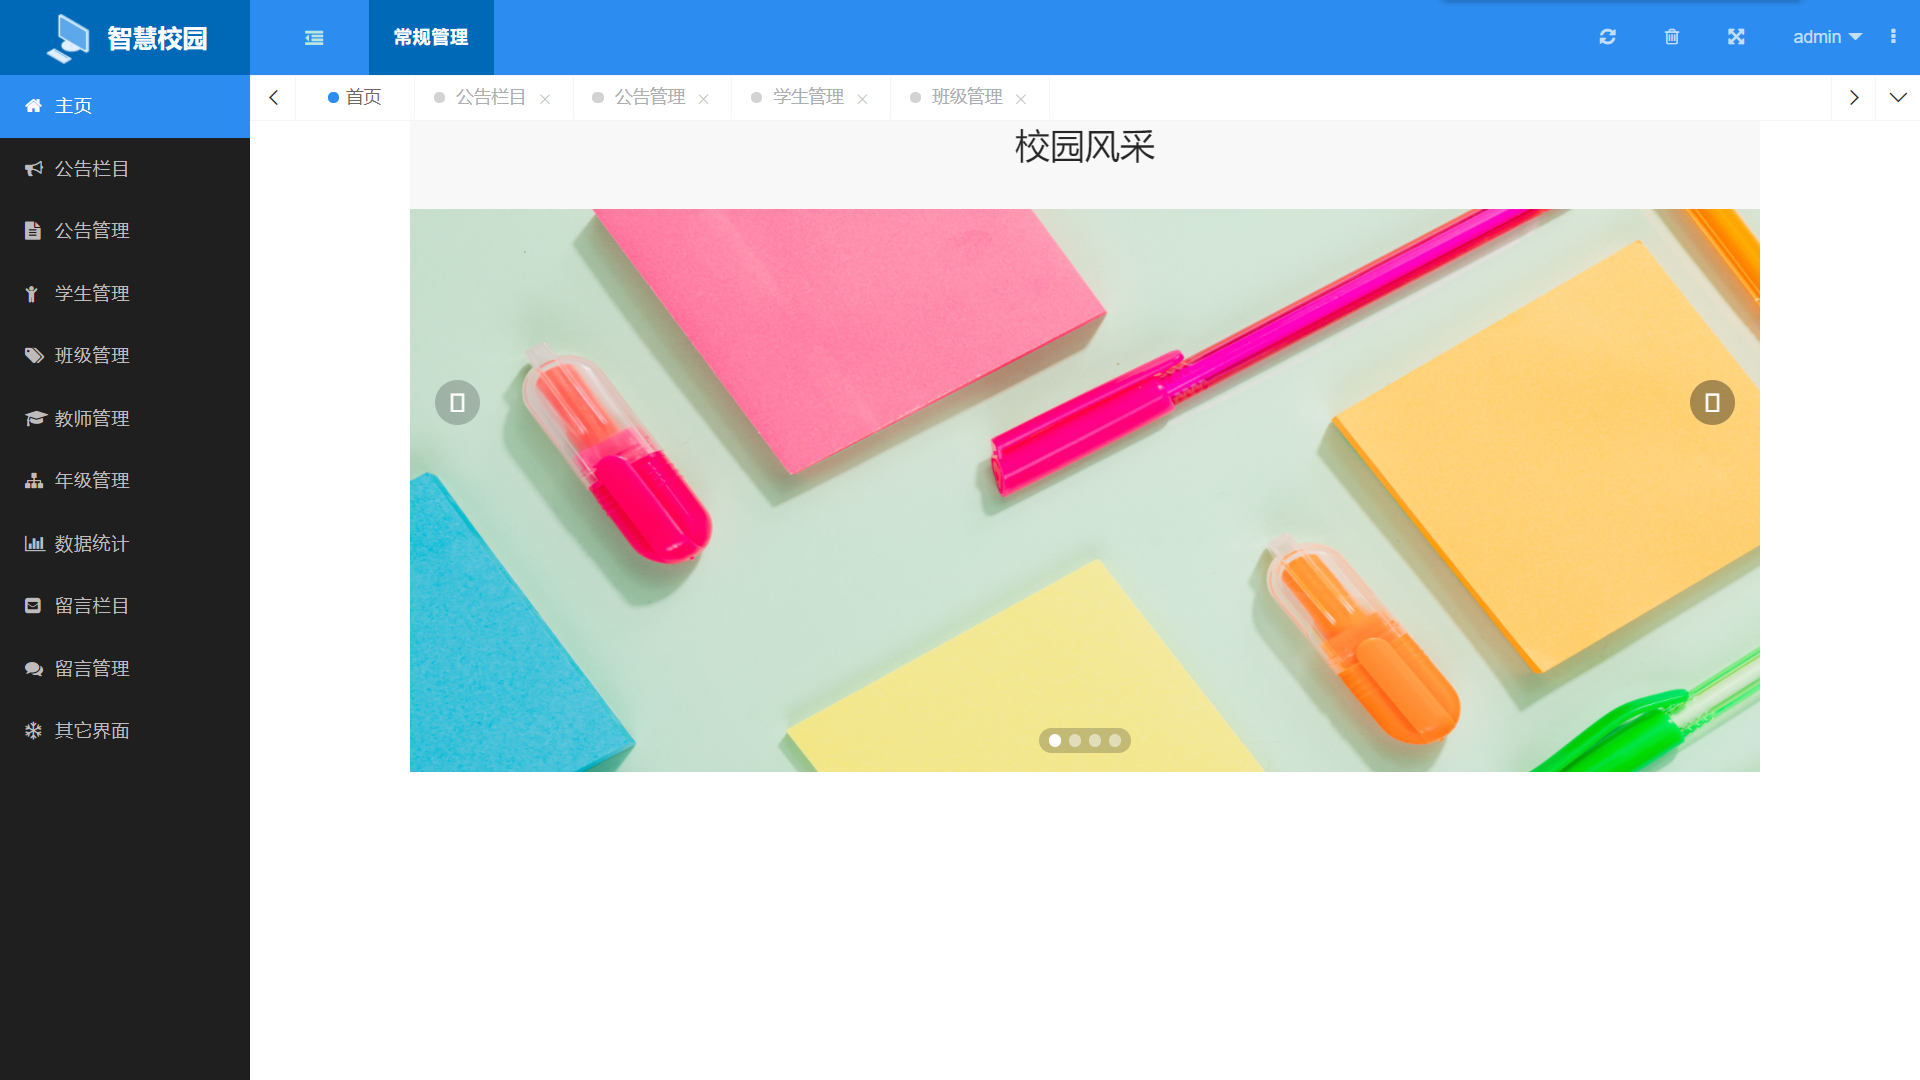 智慧校园
常规管理
admin
主页
公告栏目
公告管理
学生管理
班级管理
教师管理
年级管理
数据统计
留言栏目
留言管理
其它界面
首页
公告栏目
公告管理
学生管理
班级管理
校园风采